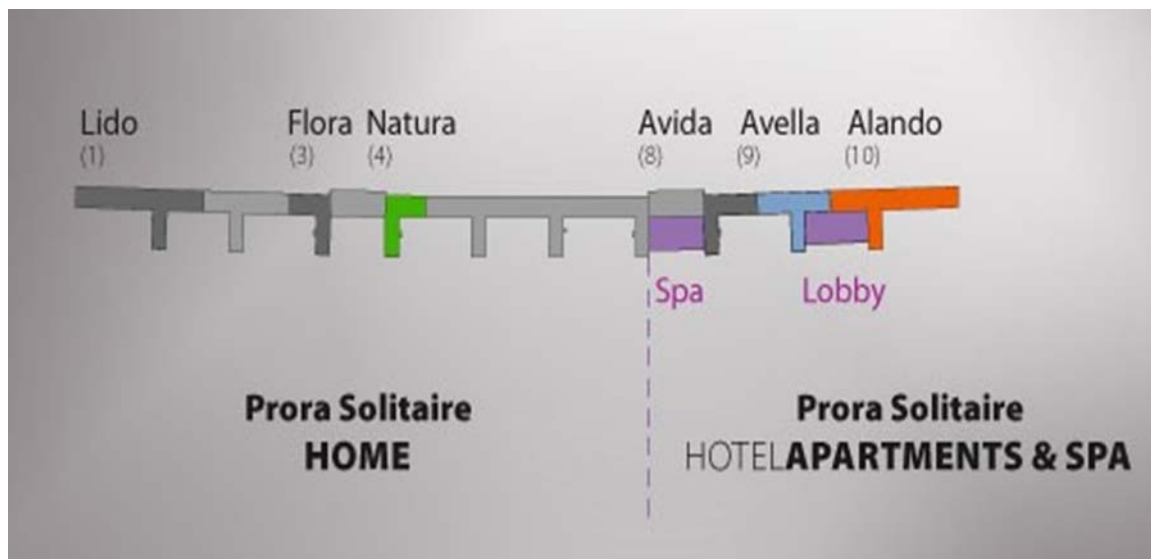 Lido Flora Natura Avida Avella Alando
(1) (3) (4) (8) (9) (10)
Spa Lobby
Prora Solitaire
HOME
Prora Solitaire
HOTELAPARTMENTS & SPA